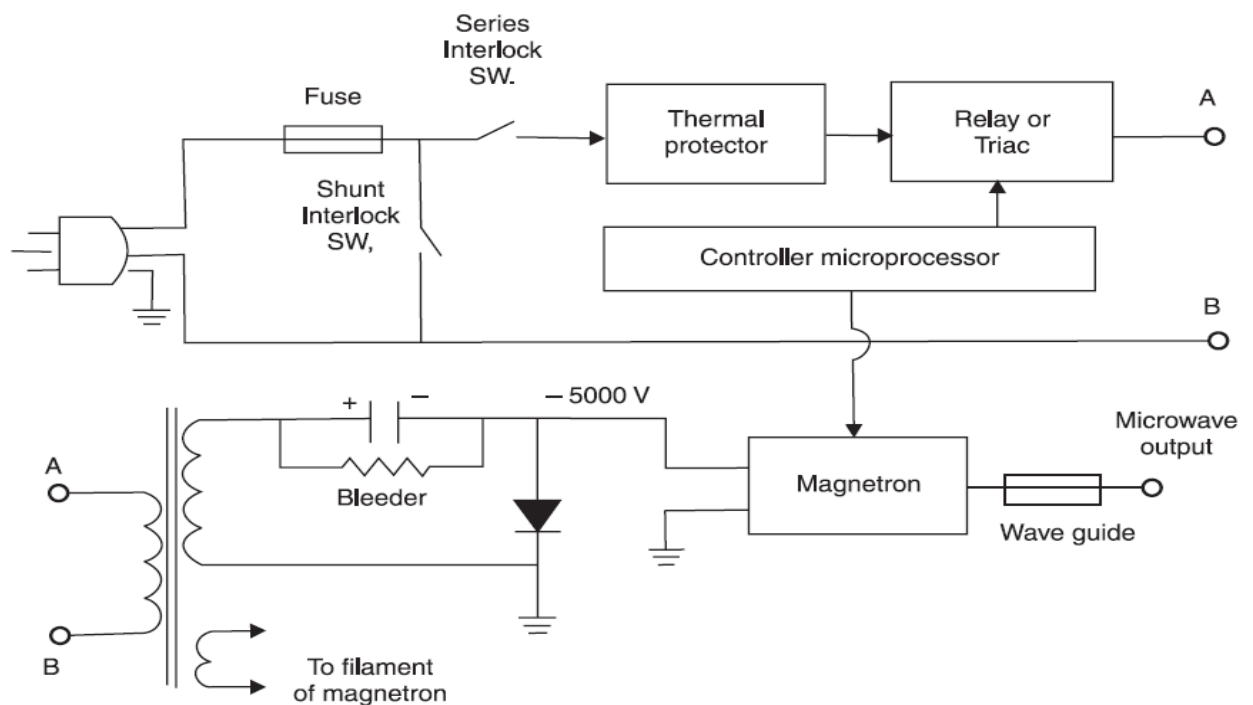 Series
Interlock
SW.
Fuse
Thermal
protector
Relay or
Triac
A
Shunt
Interlock
SW,
Controller microprocessor
B
+ − − 5000 V
Bleeder
A
B
Magnetron
Microwave
output
Wave guide
To filament
of magnetron